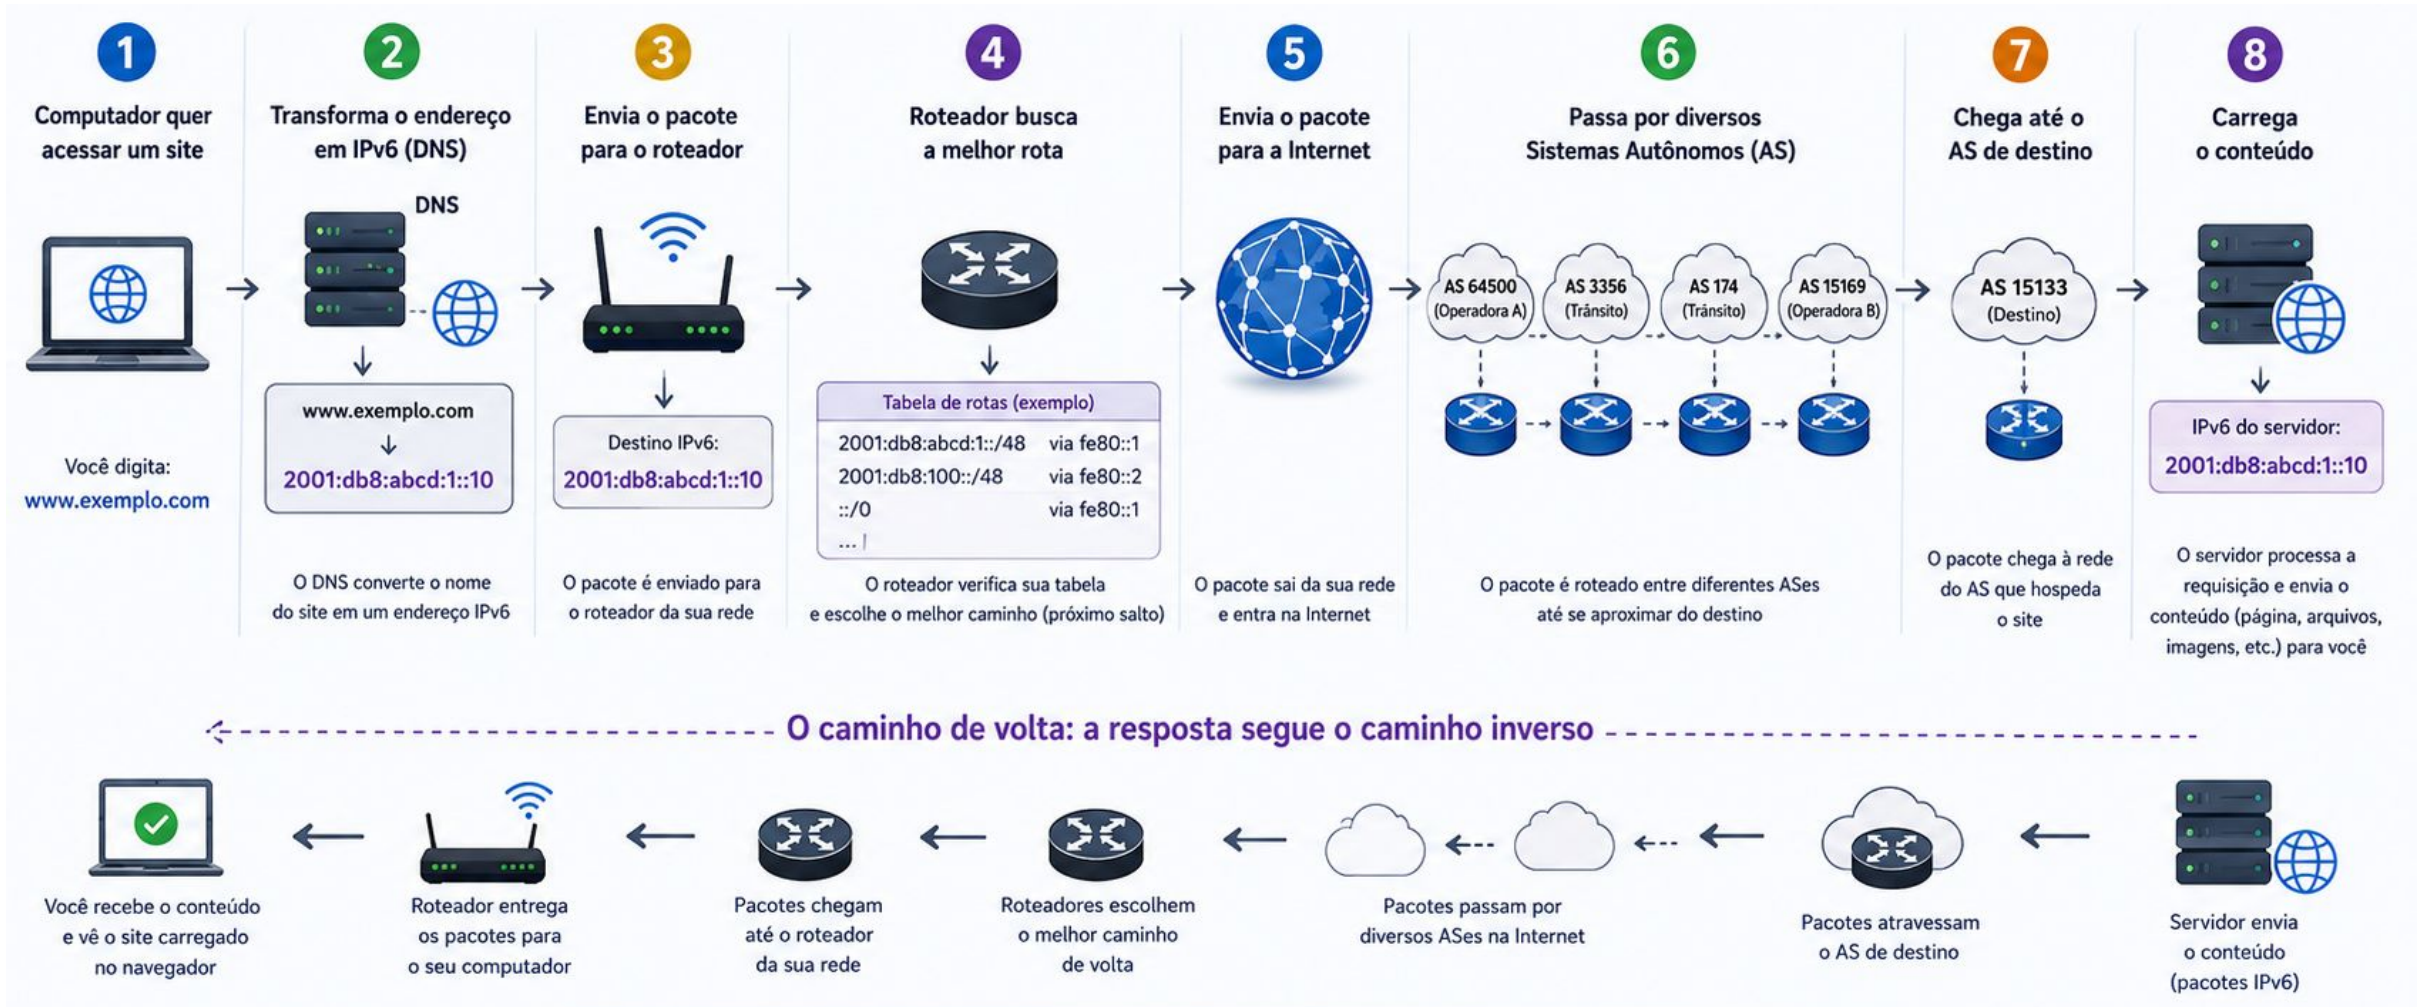 1
Computador quer
acessar um site
Você digita:
www.exemplo.com
2
Transforma o endereço
em IPv6 (DNS)
DNS
www.exemplo.com
2001:db8:abcd:1::10
O DNS converte o nome
do site em um endereço IPv6
3
Envia o pacote
para o roteador
Destino IPv6:
2001:db8:abcd:1::10
O pacote é enviado para
o roteador da sua rede
4
Roteador busca
a melhor rota
Tabela de rotas (exemplo)
2001:db8:abcd:1::/48 via fe80::1
2001:db8:100::/48 via fe80::2
::/0 via fe80::1
...
O roteador verifica sua tabela
e escolhe o melhor caminho (próximo salto)
5
Envia o pacote
para a Internet
O pacote sai da sua rede
e entra na Internet
6
Passa por diversos
Sistemas Autônomos (AS)
AS 64500
(Operadora A)
AS 3356
(Trânsito)
AS 174
(Trânsito)
AS 15169
(Operadora B)
O pacote é roteado entre diferentes ASes
até se aproximar do destino
7
Chega até o
AS de destino
AS 15133
(Destino)
O pacote chega à rede
do AS que hospeda
o site
8
Carrega
o conteúdo
IPv6 do servidor:
2001:db8:abcd:1::10
O servidor processa a
requisição e envia o
conteúdo (página, arquivos,
imagens, etc.) para você
O caminho de volta: a resposta segue o caminho inverso
Você recebe o conteúdo
e vê o site carregado
no navegador
Roteador entrega
os pacotes para
o seu computador
Pacotes chegam
até o roteador
da sua rede
Roteadores escolhem
o melhor caminho
de volta
Pacotes passam por
diversos ASes na Internet
Pacotes atravessam
o AS de destino
Servidor envia
o conteúdo
(pacotes IPv6)